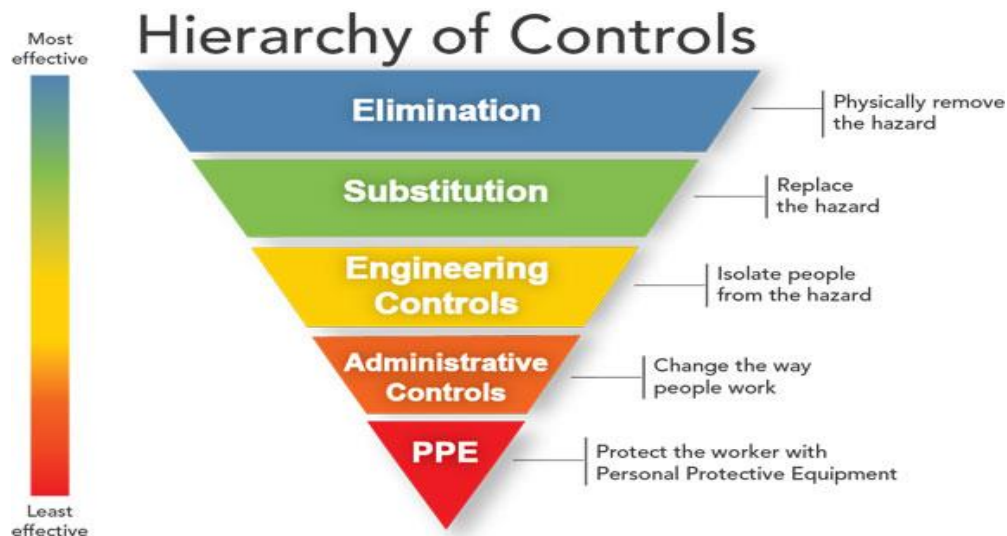 Hierarchy of Controls
Most
effective
Elimination
Physically remove
the hazard
Substitution
Replace
the hazard
Engineering
Controls
Isolate people
from the hazard
Administrative
Controls
Change the way
people work
PPE
Protect the worker with
Personal Protective Equipment
Least
effective